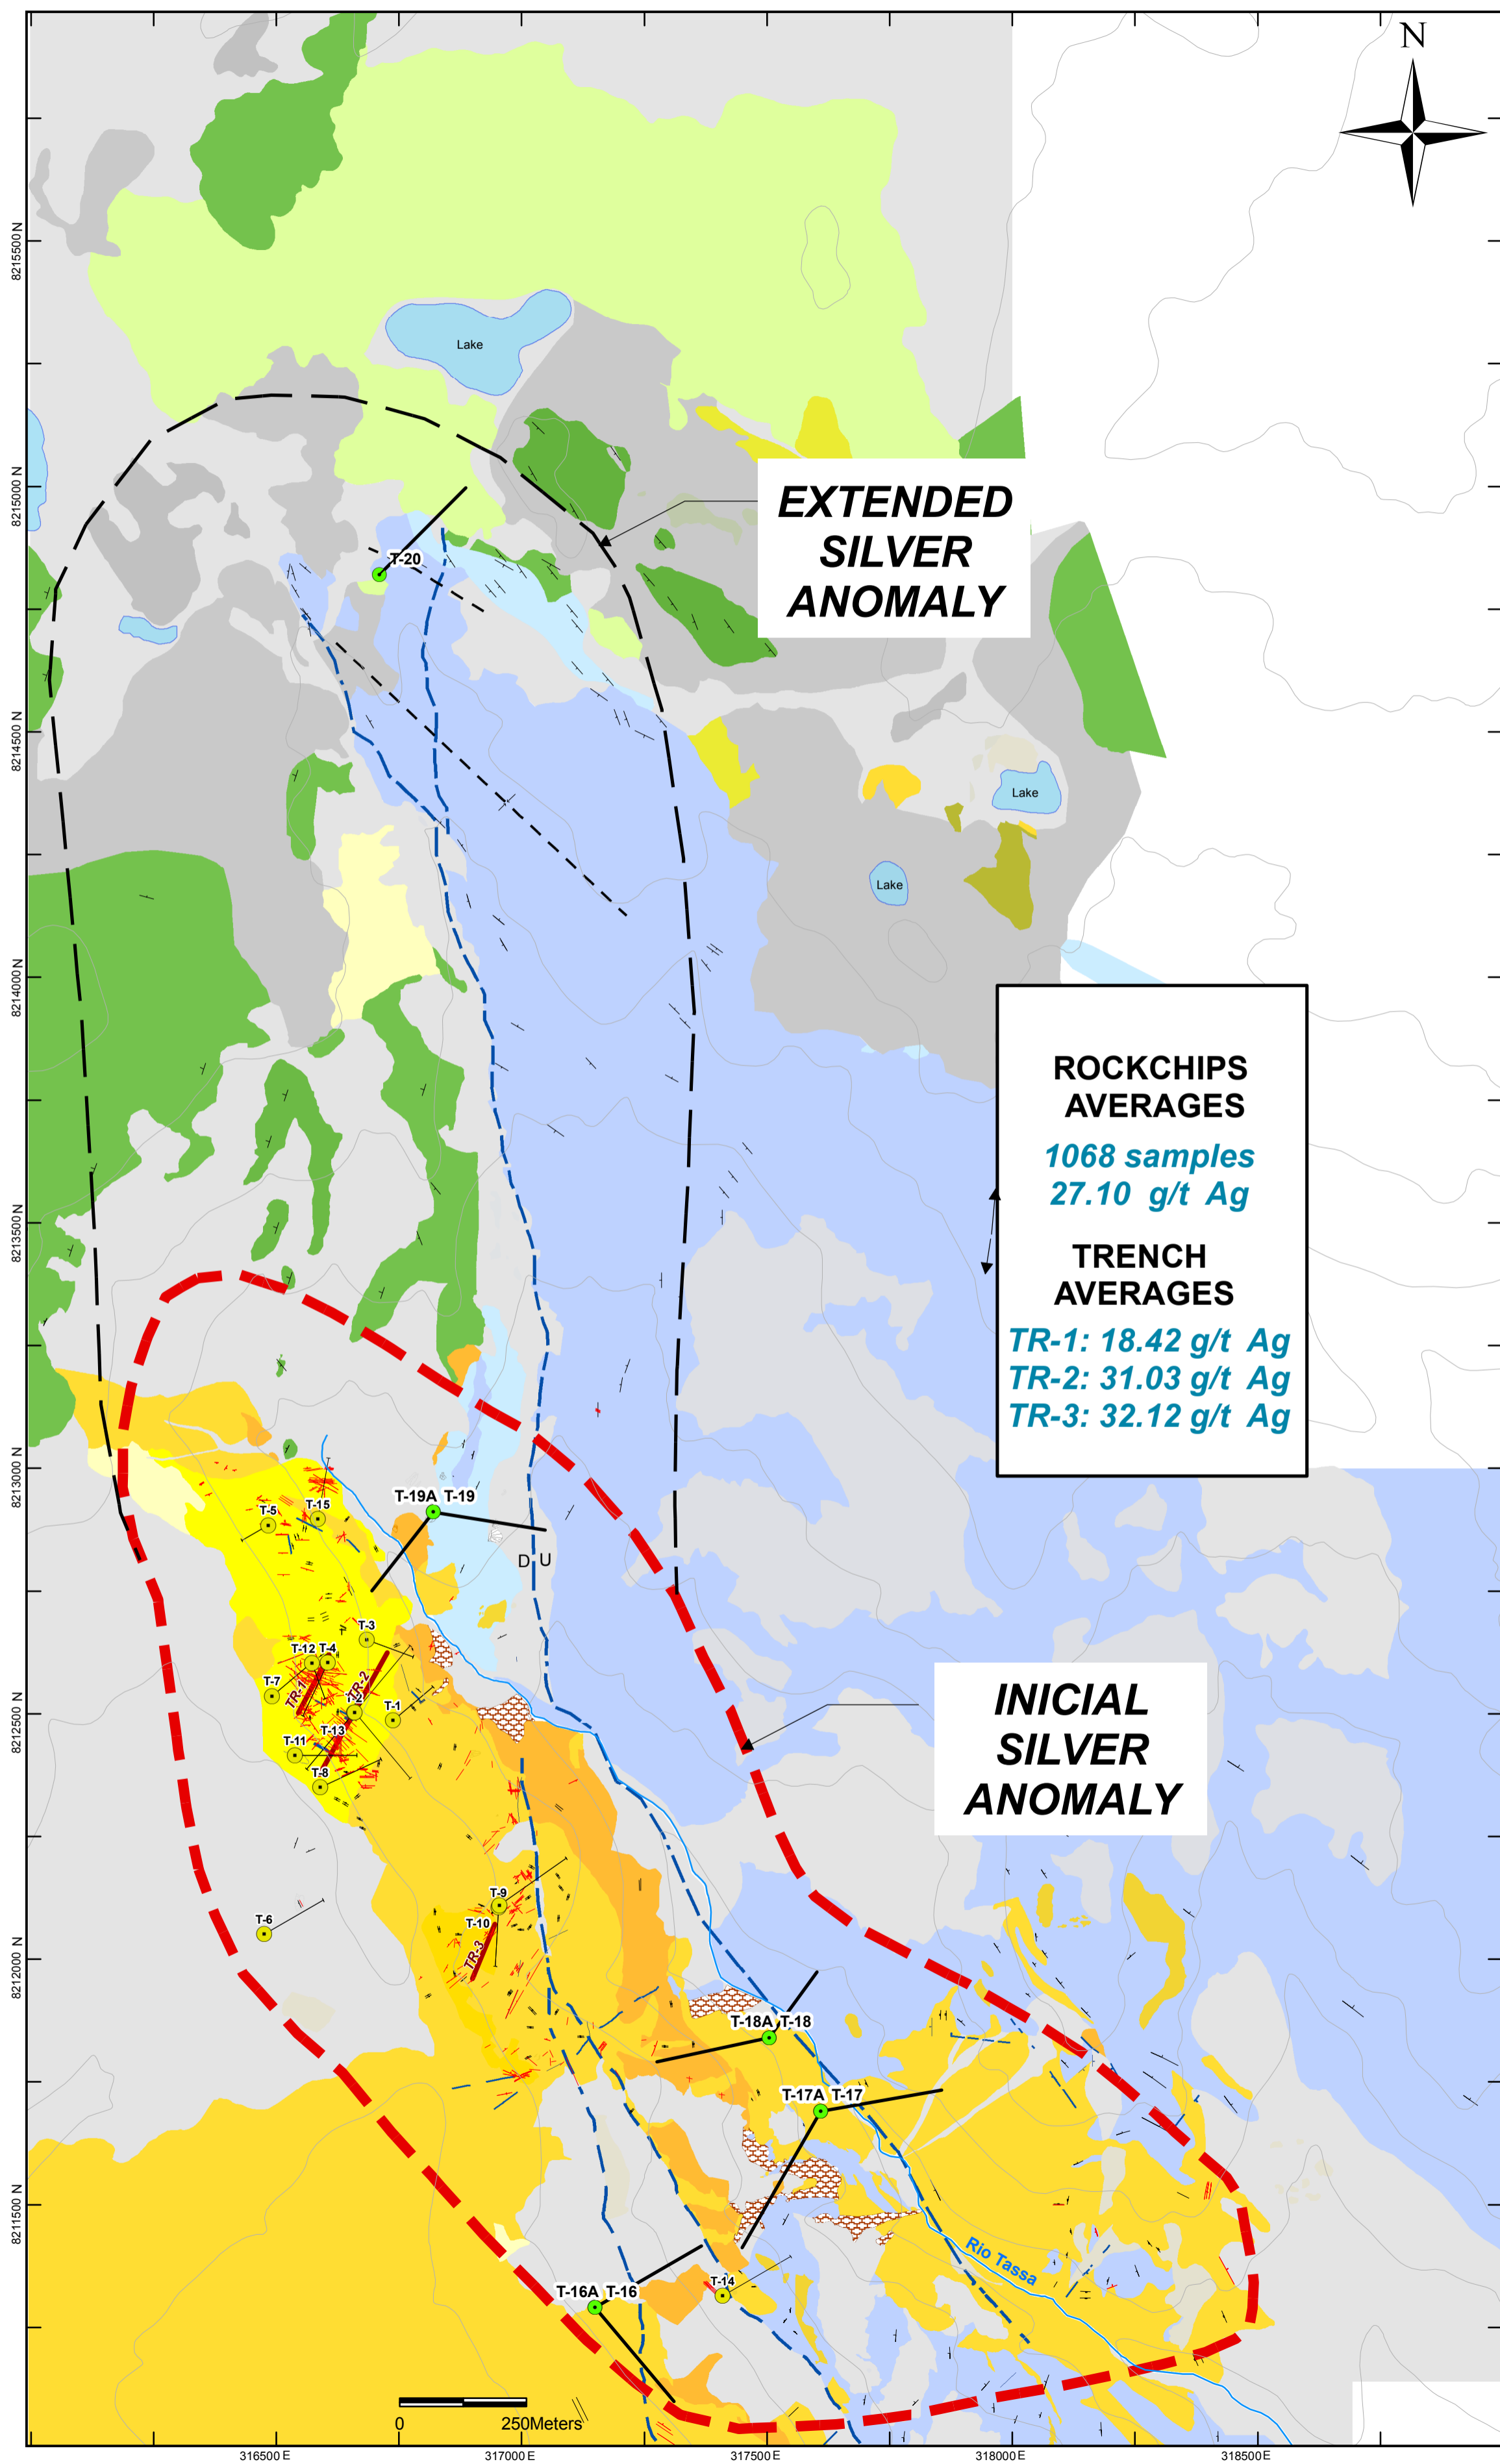 N
8215500 N
Lake
8215000 N
EXTENDED
SILVER
ANOMALY
T-20
8214500 N
Lake
Lake
8214000 N
ROCKCHIPS
AVERAGES
1068 samples
27.10 g/t Ag
8213500 N
TRENCH
AVERAGES
TR-1: 18.42 g/t Ag
TR-2: 31.03 g/t Ag
TR-3: 32.12 g/t Ag
8213000 N
T-19A T-19
T-5
T-15
D U
T-3
T-12 T-4
T-7
TR-1
TR-2
T-2
T-1
8212500 N
INICIAL
SILVER
ANOMALY
T-13
T-11
T-8
T-9
T-10
T-6
TR-3
8212000 N
T-18A T-18
T-17A T-17
8211500 N
Rio Tassa
T-14
T-16A T-16
0 250Meters
316500 E
317000 E
317500 E
318000 E
318500 E